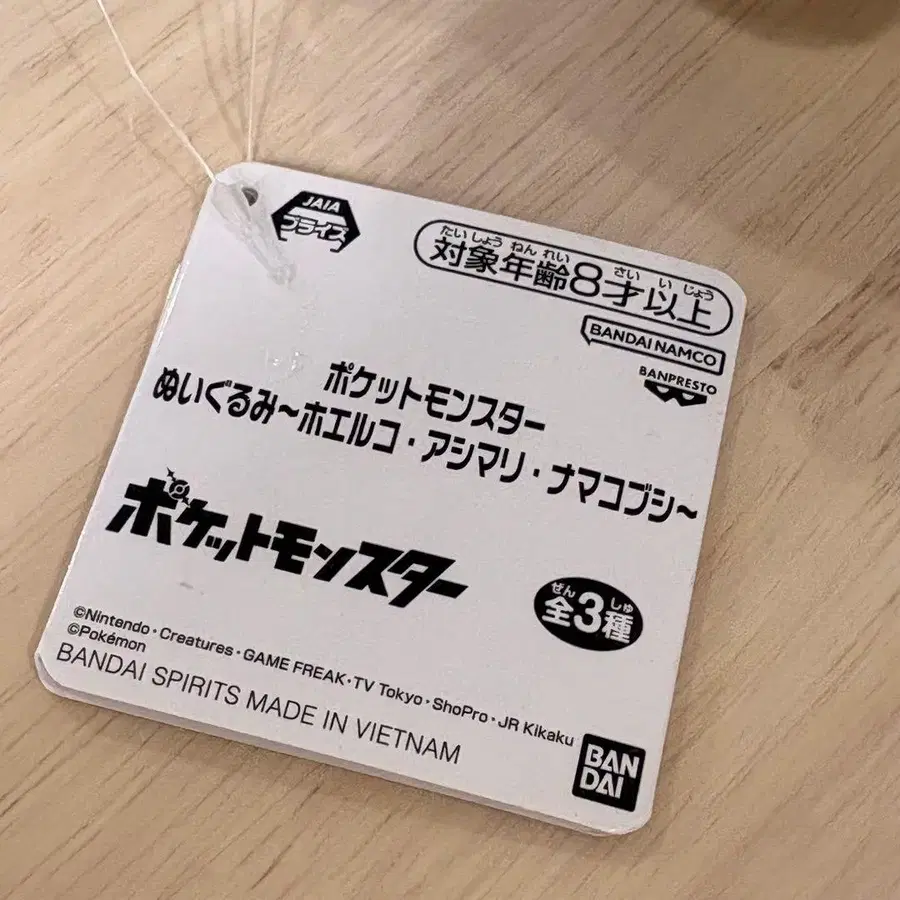 JAIA
プライズ
たいしょう ねんれい さい い じょう
対象年齢8才以上
BANDAI NAMCO
BANPRESTO
ポケットモンスター
ぬいぐるみ~ホエルコ・アシマリ・ナマコブシ~
ポケットモンスター
ぜん しゅ
全3種
©Nintendo・Creatures・GAME FREAK・TV Tokyo・ShoPro・JR Kikaku
©Pokémon
BANDAI SPIRITS MADE IN VIETNAM
BAN
DAI